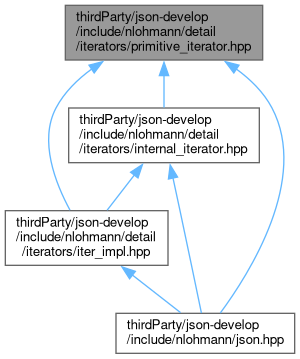 thirdParty/json-develop
/include/nlohmann/detail
/iterators/primitive_iterator.hpp
thirdParty/json-develop
/include/nlohmann/detail
/iterators/internal_iterator.hpp
thirdParty/json-develop
/include/nlohmann/detail
/iterators/iter_impl.hpp
thirdParty/json-develop
/include/nlohmann/json.hpp